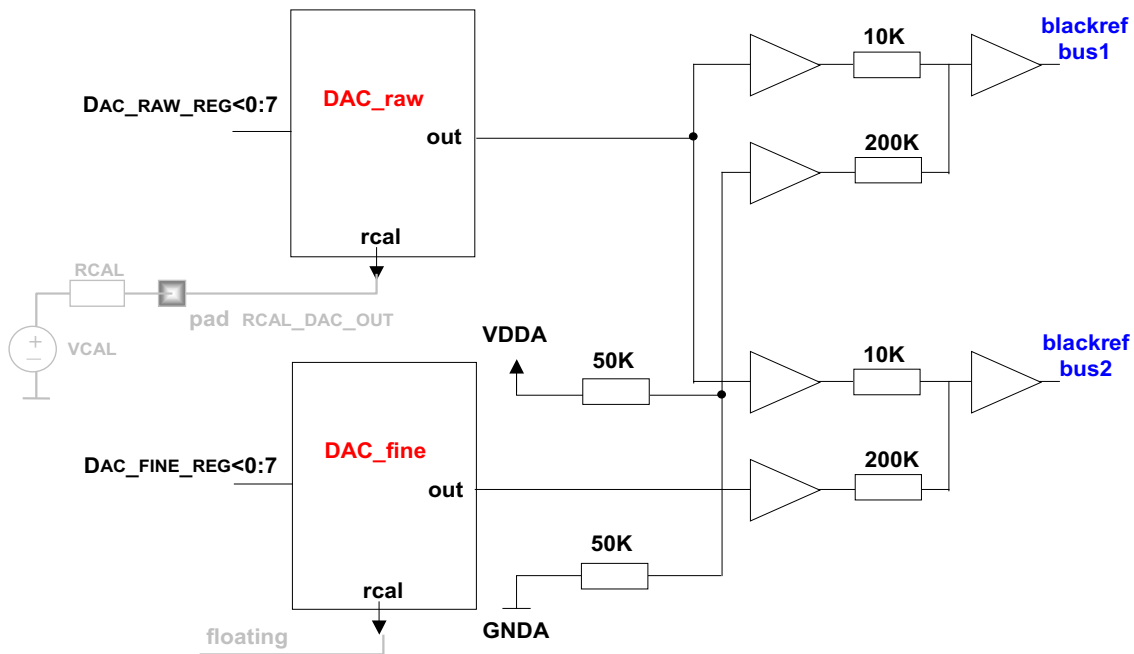 blackref
bus1
10K
DAC_RAW_REG<0:7
DAC_raw
out
200K
rcal
RCAL
pad RCAL_DAC_OUT
VCAL
VDDA
50K
10K
blackref
bus2
DAC_FINE_REG<0:7
DAC_fine
out
200K
50K
rcal
GNDA
floating